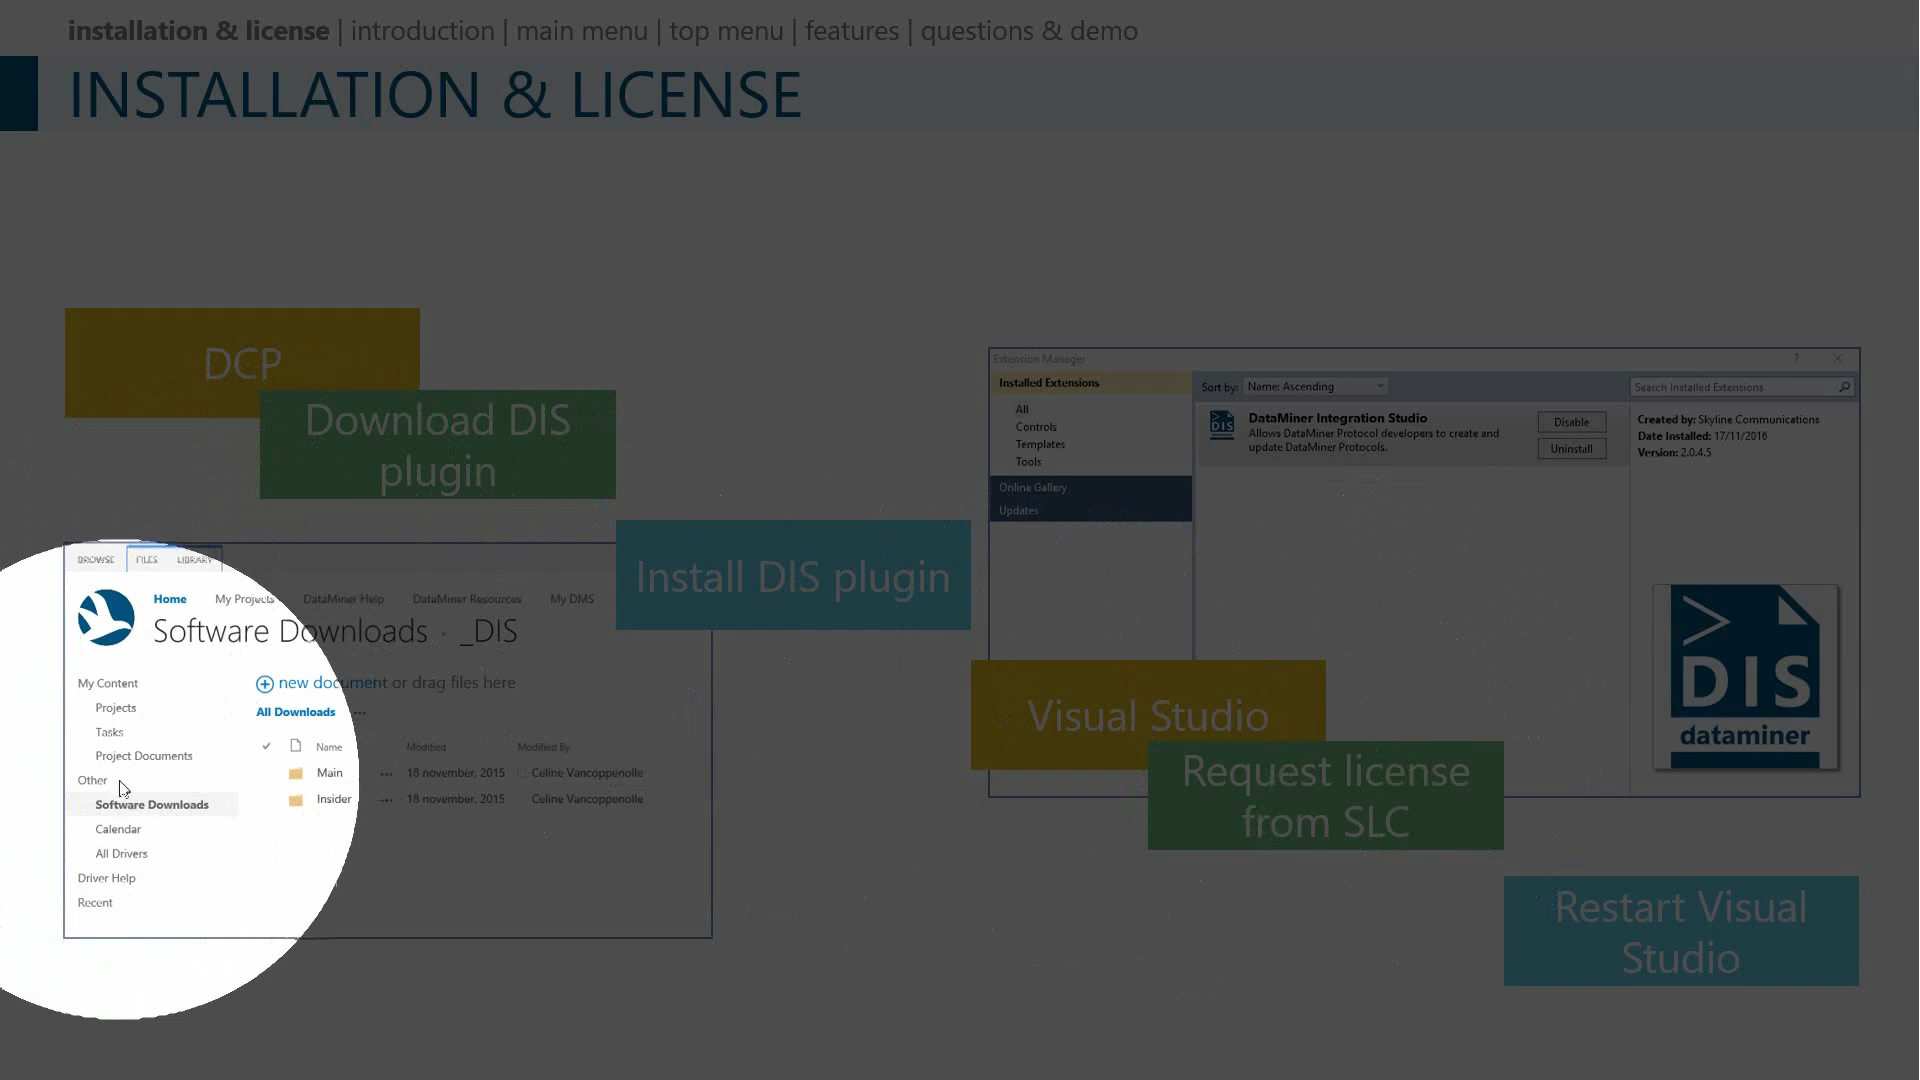 installation & license | introduction | main menu | top menu | features | questions & demo
INSTALLATION & LICENSE
DCP
Download DIS
plugin
Install DIS plugin
Visual Studio
Request license
from SLC
Restart Visual
Studio
BROWSE FILES LIBRARY
Home My Projects DataMiner Help DataMiner Resources My DMS
Software Downloads · _DIS
My Content
Projects
Tasks
Project Documents
Other
Software Downloads
Calendar
All Drivers
Driver Help
Recent
new document or drag files here
All Downloads ...
Name Modified Modified By
Main ... 18 november, 2015 Celine Vancoppenolle
Insider ... 18 november, 2015 Celine Vancoppenolle
Extension Manager ?
Installed Extensions
All
Controls
Templates
Tools
Online Gallery
Updates
Sort by: Name: Ascending
Search Installed Extensions
DIS
DataMiner Integration Studio
Allows DataMiner Protocol developers to create and
update DataMiner Protocols.
Disable
Uninstall
Created by: Skyline Communications
Date Installed: 17/11/2016
Version: 2.0.4.5
>
DIS
dataminer